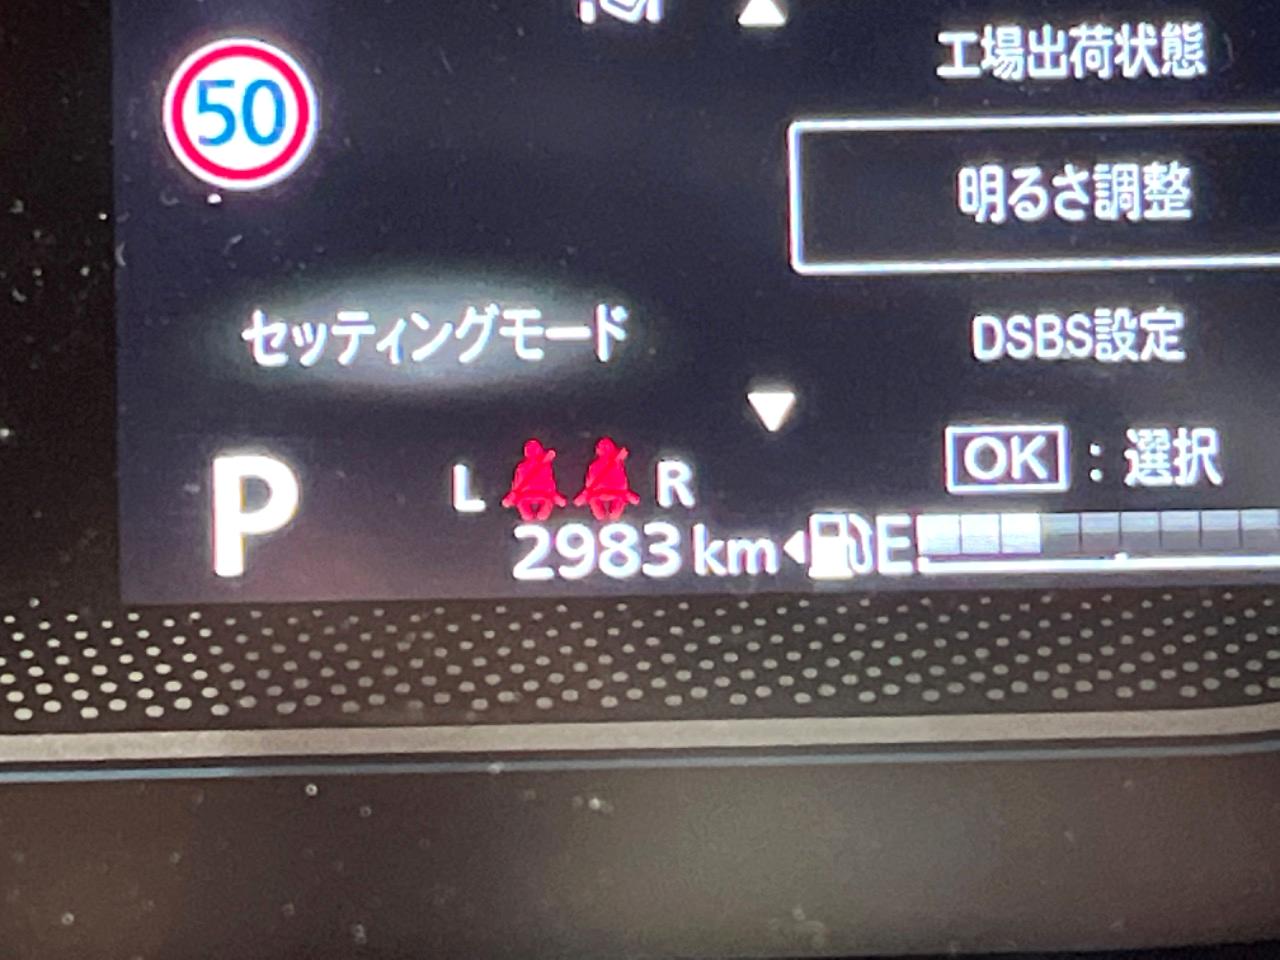 工場出荷状態
50
明るさ調整
セッティングモード
DSBS設定
OK : 選択
P
L R
2983 km E